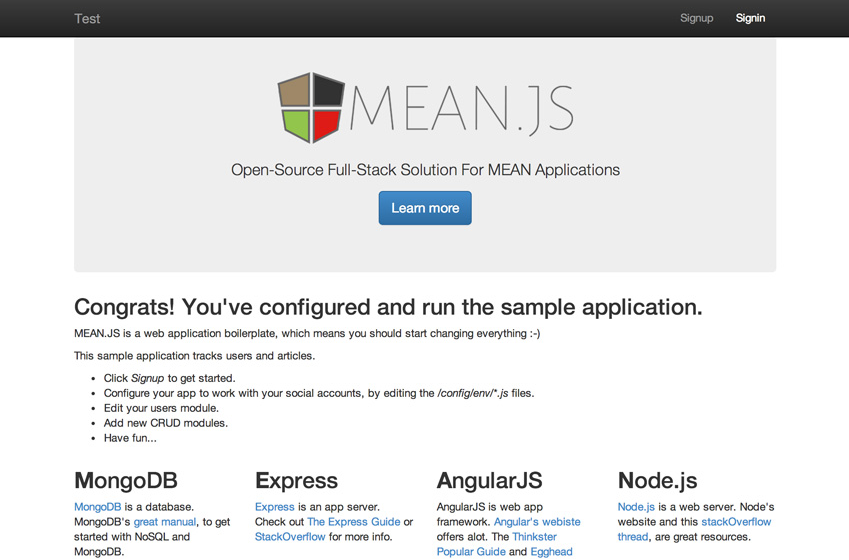 Test Signup Signin
MEAN.JS
Open-Source Full-Stack Solution For MEAN Applications
Learn more
Congrats! You've configured and run the sample application.
MEAN.JS is a web application boilerplate, which means you should start changing everything :-)
This sample application tracks users and articles.
• Click Signup to get started.
• Configure your app to work with your social accounts, by editing the /config/env/*.js files.
• Edit your users module.
• Add new CRUD modules.
• Have fun...
MongoDB
MongoDB is a database.
MongoDB's great manual, to get
started with NoSQL and
MongoDB.
Express
Express is an app server.
Check out The Express Guide or
StackOverflow for more info.
AngularJS
AngularJS is web app
framework. Angular's webiste
offers alot. The Thinkster
Popular Guide and Egghead
Node.js
Node.js is a web server. Node's
website and this stackOverflow
thread, are great resources.